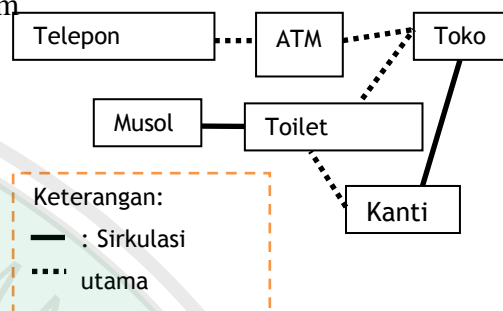 m
Telepon
ATM
Toko
Musol
Toilet
Kanti
Keterangan:
: Sirkulasi
utama